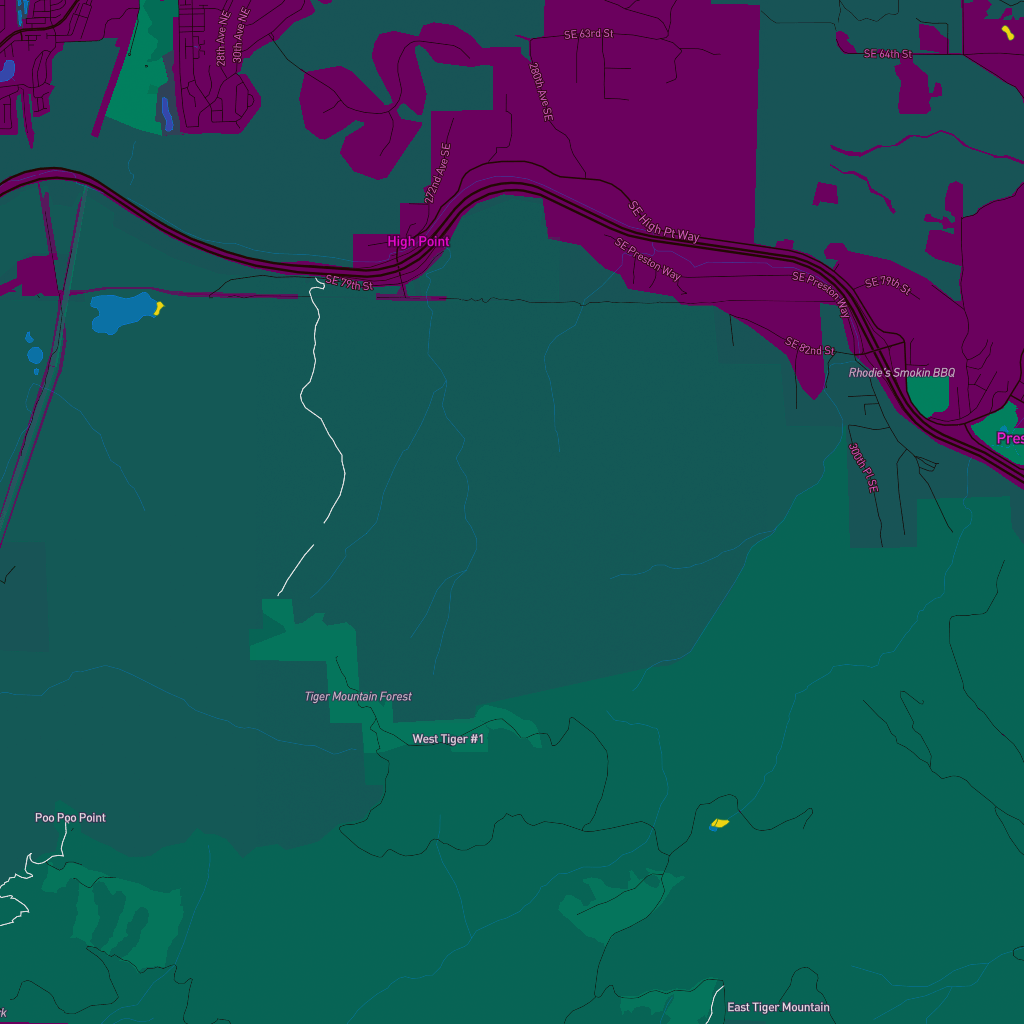 28th Ave NE
30th Ave NE
SE 63rd St
SE 64th St
280th Ave SE
272nd Ave SE
SE High Pt Way
High Point
SE Preston Way
SE 79th St
SE Preston Way
SE 79th St
SE 82nd St
Rhodie's Smokin BBQ
Pres
300th Pl SE
Tiger Mountain Forest
West Tiger #1
Poo Poo Point
East Tiger Mountain
rk